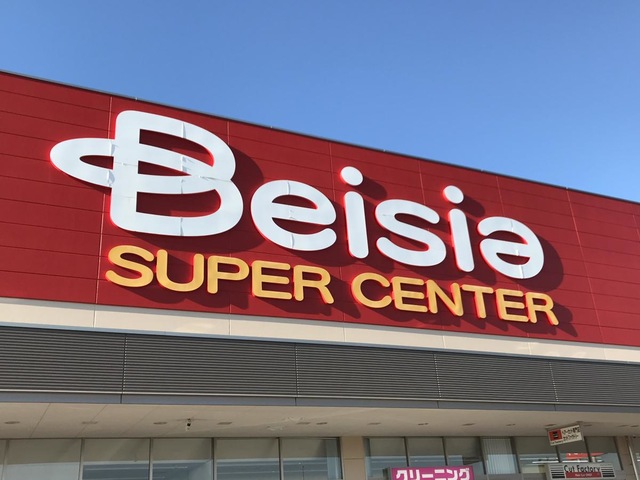 Beisia
SUPER CENTER
クリーニング
Cut Factory